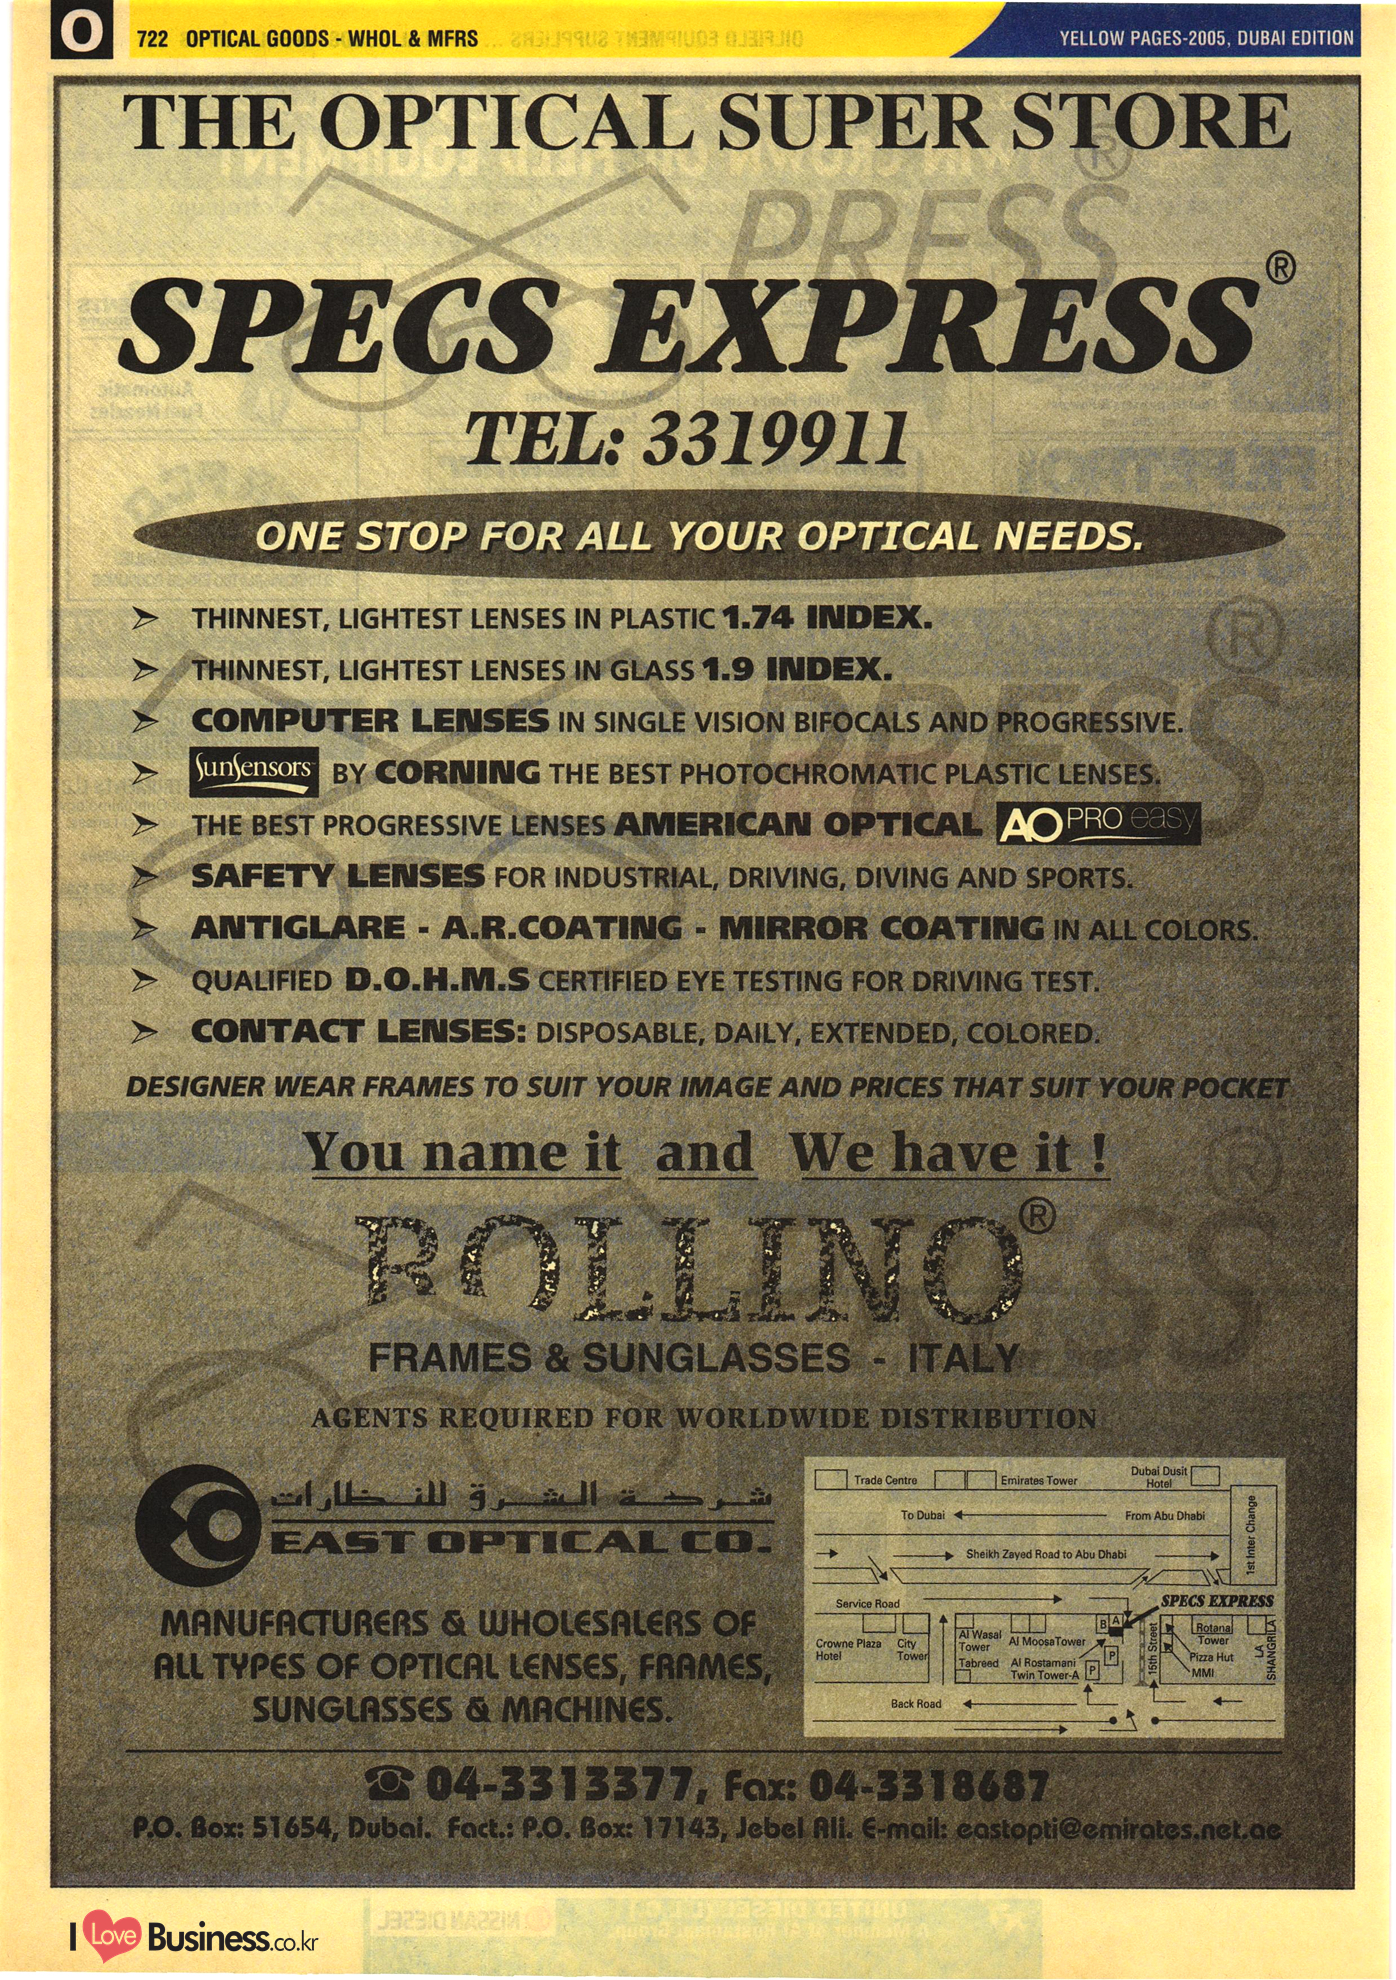 O
722 OPTICAL GOODS - WHOL & MFRS
YELLOW PAGES-2005, DUBAI EDITION
THE OPTICAL SUPER STORE
SPECS EXPRESS®
TEL: 3319911
ONE STOP FOR ALL YOUR OPTICAL NEEDS.
➢ THINNEST, LIGHTEST LENSES IN PLASTIC 1.74 INDEX.
➢ THINNEST, LIGHTEST LENSES IN GLASS 1.9 INDEX.
➢ COMPUTER LENSES IN SINGLE VISION BIFOCALS AND PROGRESSIVE.
➢ SunSensors™ BY CORNING THE BEST PHOTOCHROMATIC PLASTIC LENSES.
➢ THE BEST PROGRESSIVE LENSES AMERICAN OPTICAL AO PRO easy
➢ SAFETY LENSES FOR INDUSTRIAL, DRIVING, DIVING AND SPORTS.
➢ ANTIGLARE - A.R.COATING - MIRROR COATING IN ALL COLORS.
➢ QUALIFIED D.O.H.M.S CERTIFIED EYE TESTING FOR DRIVING TEST.
➢ CONTACT LENSES: DISPOSABLE, DAILY, EXTENDED, COLORED.
DESIGNER WEAR FRAMES TO SUIT YOUR IMAGE AND PRICES THAT SUIT YOUR POCKET
You name it and We have it !
ROLLINO®
FRAMES & SUNGLASSES - ITALY
AGENTS REQUIRED FOR WORLDWIDE DISTRIBUTION
شركة الشرق للنظارات
EAST OPTICAL CO.
MANUFACTURERS & WHOLESALERS OF
ALL TYPES OF OPTICAL LENSES, FRAMES,
SUNGLASSES & MACHINES.
Trade Centre
Emirates Tower
Dubai Dusit
Hotel
To Dubai
From Abu Dhabi
1st Inter Change
Sheikh Zayed Road to Abu Dhabi
Service Road
SPECS EXPRESS
Crowne Plaza
Hotel
City
Tower
Al Wasal
Tower
Tabreed
Al Moosa Tower
B A
Al Rostamani
Twin Tower-A
P
P
15th Street
Rotana
Tower
Pizza Hut
MMI
LA
SHANGRILA
Back Road
☎ 04-3313377, Fax: 04-3318687
P.O. Box: 51654, Dubai. Fact.: P.O. Box: 17143, Jebel Ali. E-mail: eastopti@emirates.net.ae
I Love Business.co.kr